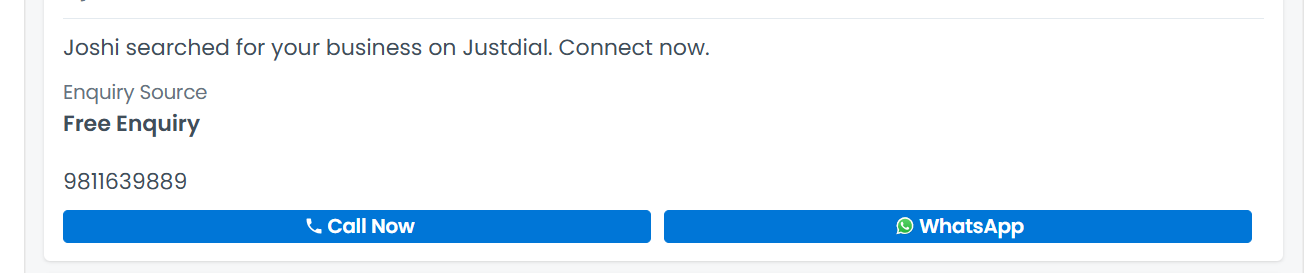 Joshi searched for your business on Justdial. Connect now.
Enquiry Source
Free Enquiry
9811639889
Call Now
WhatsApp